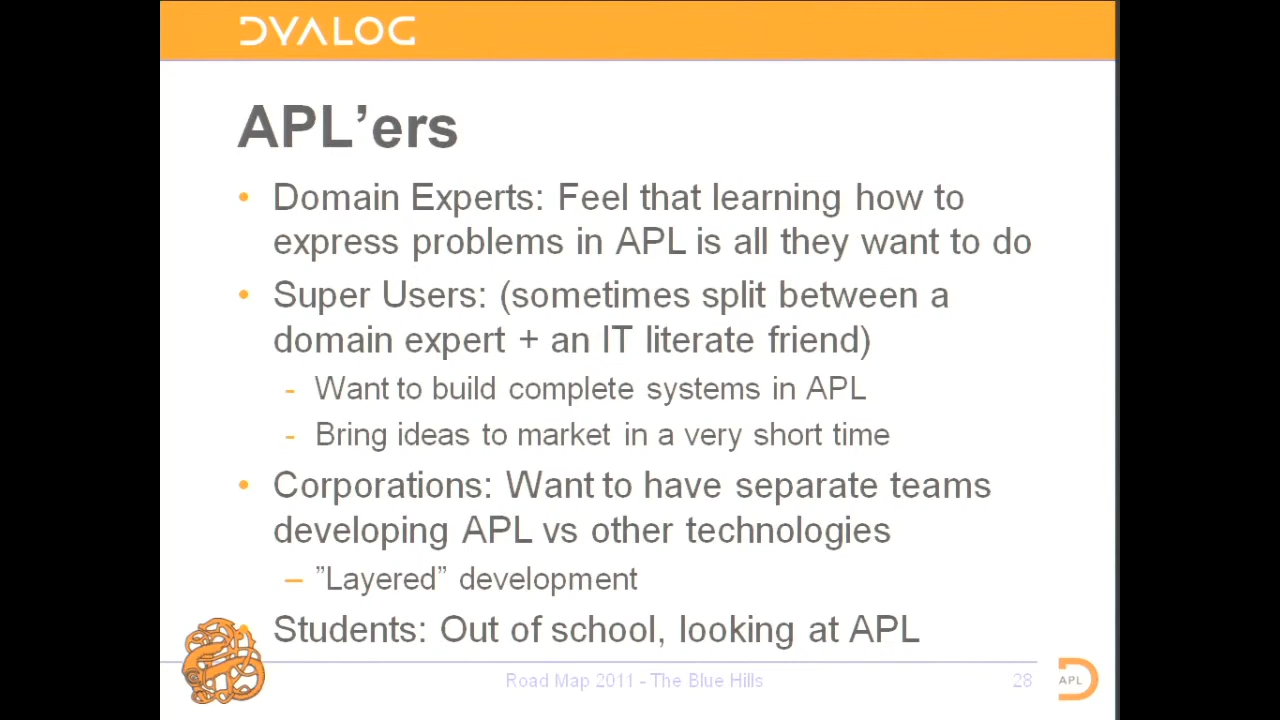 DYALOG
APL’ers
• Domain Experts: Feel that learning how to
express problems in APL is all they want to do
• Super Users: (sometimes split between a
domain expert + an IT literate friend)
- Want to build complete systems in APL
- Bring ideas to market in a very short time
• Corporations: Want to have separate teams
developing APL vs other technologies
– ”Layered” development
• Students: Out of school, looking at APL
Road Map 2011 - The Blue Hills
28
APL